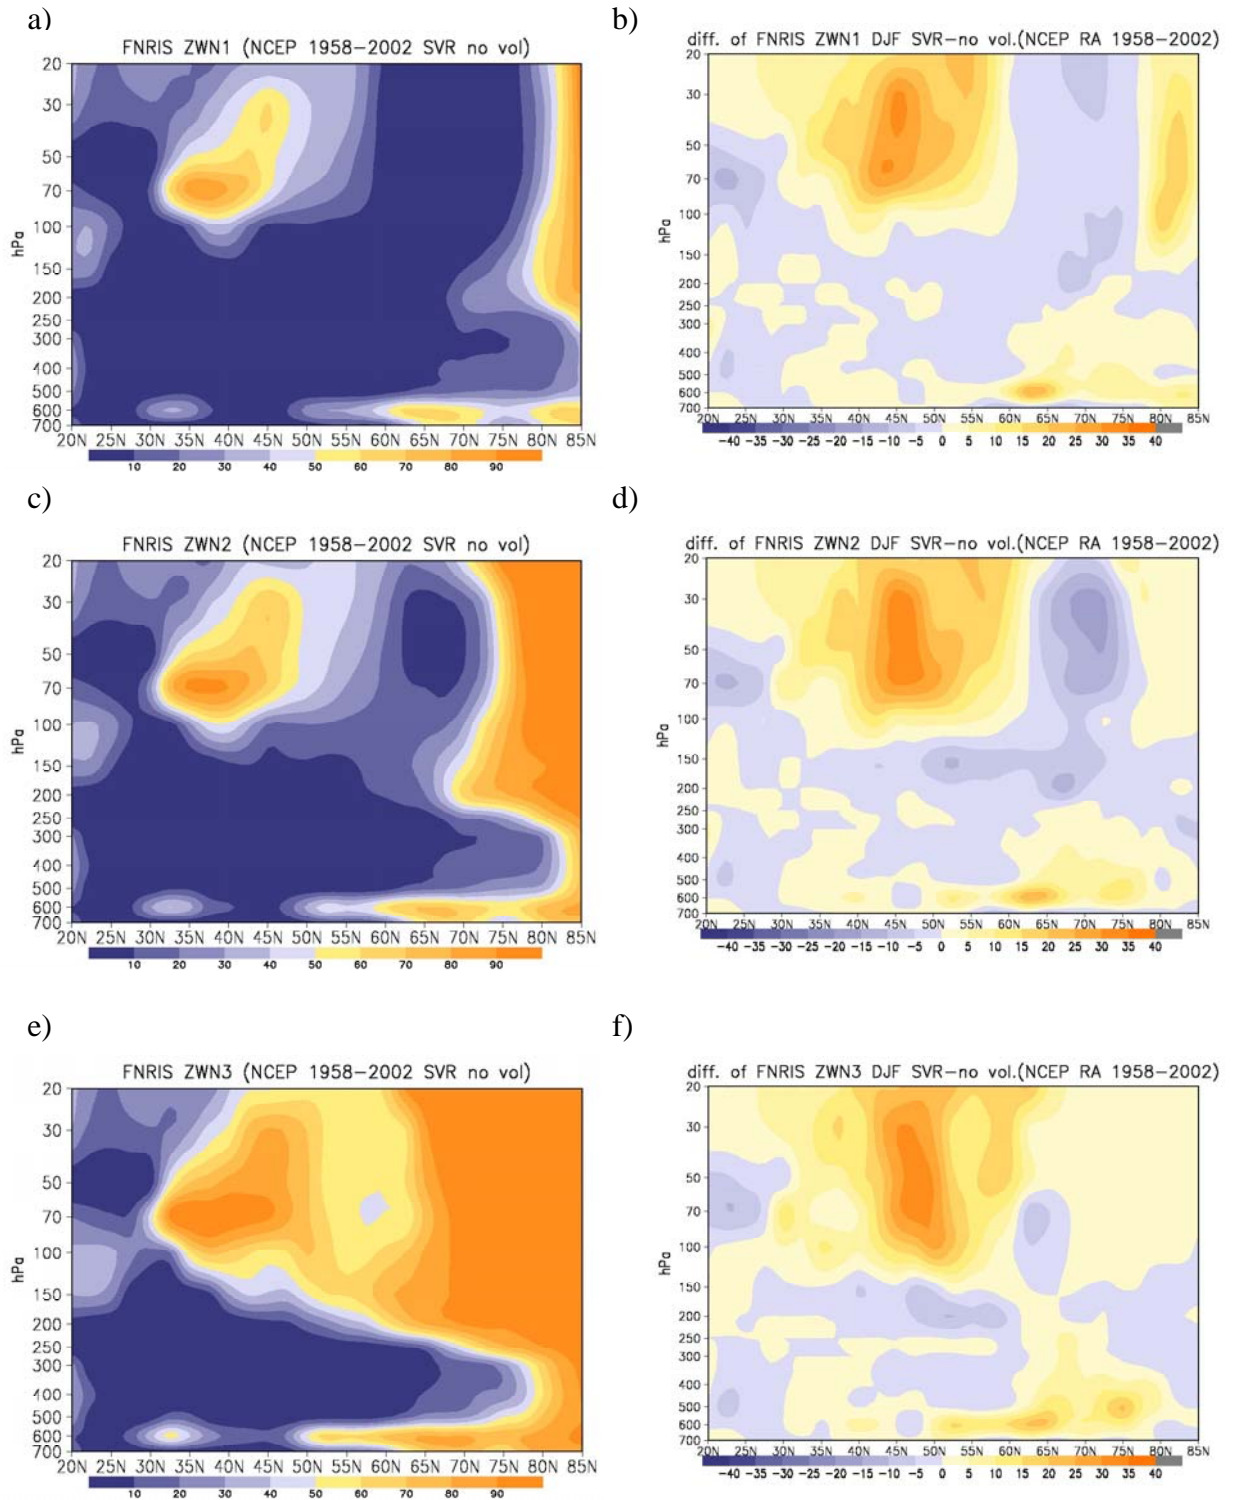 a)
b)
FNRIS ZWN1 (NCEP 1958-2002 SVR no vol)
diff. of FNRIS ZWN1 DJF SVR-no vol.(NCEP RA 1958-2002)
20
30
50
70
100
150
200
250
300
400
500
600
700
hPa
20N 25N 30N 35N 40N 45N 50N 55N 60N 65N 70N 75N 80N 85N
10 20 30 40 50 60 70 80 90
20
30
50
70
100
150
200
250
300
400
500
600
700
hPa
20N 25N 30N 35N 40N 45N 50N 55N 60N 65N 70N 75N 80N 85N
-40 -35 -30 -25 -20 -15 -10 -5 0 5 10 15 20 25 30 35 40
c)
d)
FNRIS ZWN2 (NCEP 1958-2002 SVR no vol)
diff. of FNRIS ZWN2 DJF SVR-no vol.(NCEP RA 1958-2002)
20
30
50
70
100
150
200
250
300
400
500
600
700
hPa
20N 25N 30N 35N 40N 45N 50N 55N 60N 65N 70N 75N 80N 85N
10 20 30 40 50 60 70 80 90
20
30
50
70
100
150
200
250
300
400
500
600
700
hPa
20N 25N 30N 35N 40N 45N 50N 55N 60N 65N 70N 75N 80N 85N
-40 -35 -30 -25 -20 -15 -10 -5 0 5 10 15 20 25 30 35 40
e)
f)
FNRIS ZWN3 (NCEP 1958-2002 SVR no vol)
diff. of FNRIS ZWN3 DJF SVR-no vol.(NCEP RA 1958-2002)
20
30
50
70
100
150
200
250
300
400
500
600
700
hPa
20N 25N 30N 35N 40N 45N 50N 55N 60N 65N 70N 75N 80N 85N
10 20 30 40 50 60 70 80 90
20
30
50
70
100
150
200
250
300
400
500
600
700
hPa
20N 25N 30N 35N 40N 45N 50N 55N 60N 65N 70N 75N 80N 85N
-40 -35 -30 -25 -20 -15 -10 -5 0 5 10 15 20 25 30 35 40